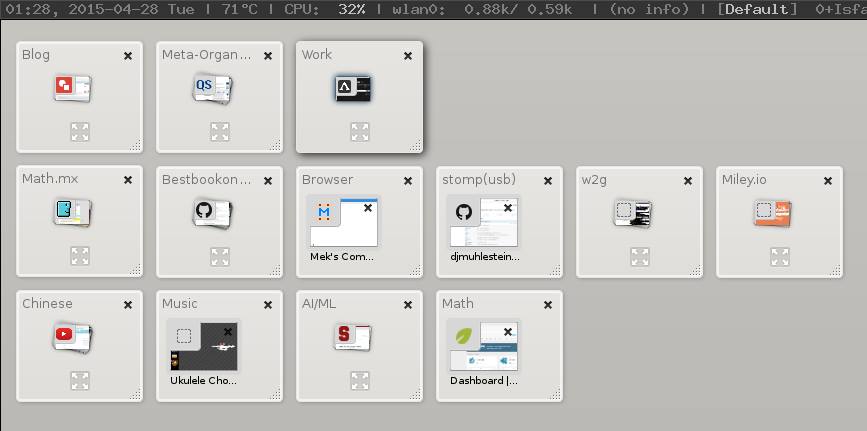 01:28, 2015-04-28 Tue | 71°C | CPU: 32% | wlan0: 0.88k/ 0.59k | (no info) | [Default] 0+Isfa
Blog
Meta-Organ...
Work
QS
Math.mx
Bestbookon...
Browser
stomp(usb)
w2g
Miley.io
M
Mek's Com...
djmuhlestein...
Chinese
Music
AI/ML
Math
S
Ukulele Cho...
Dashboard |...